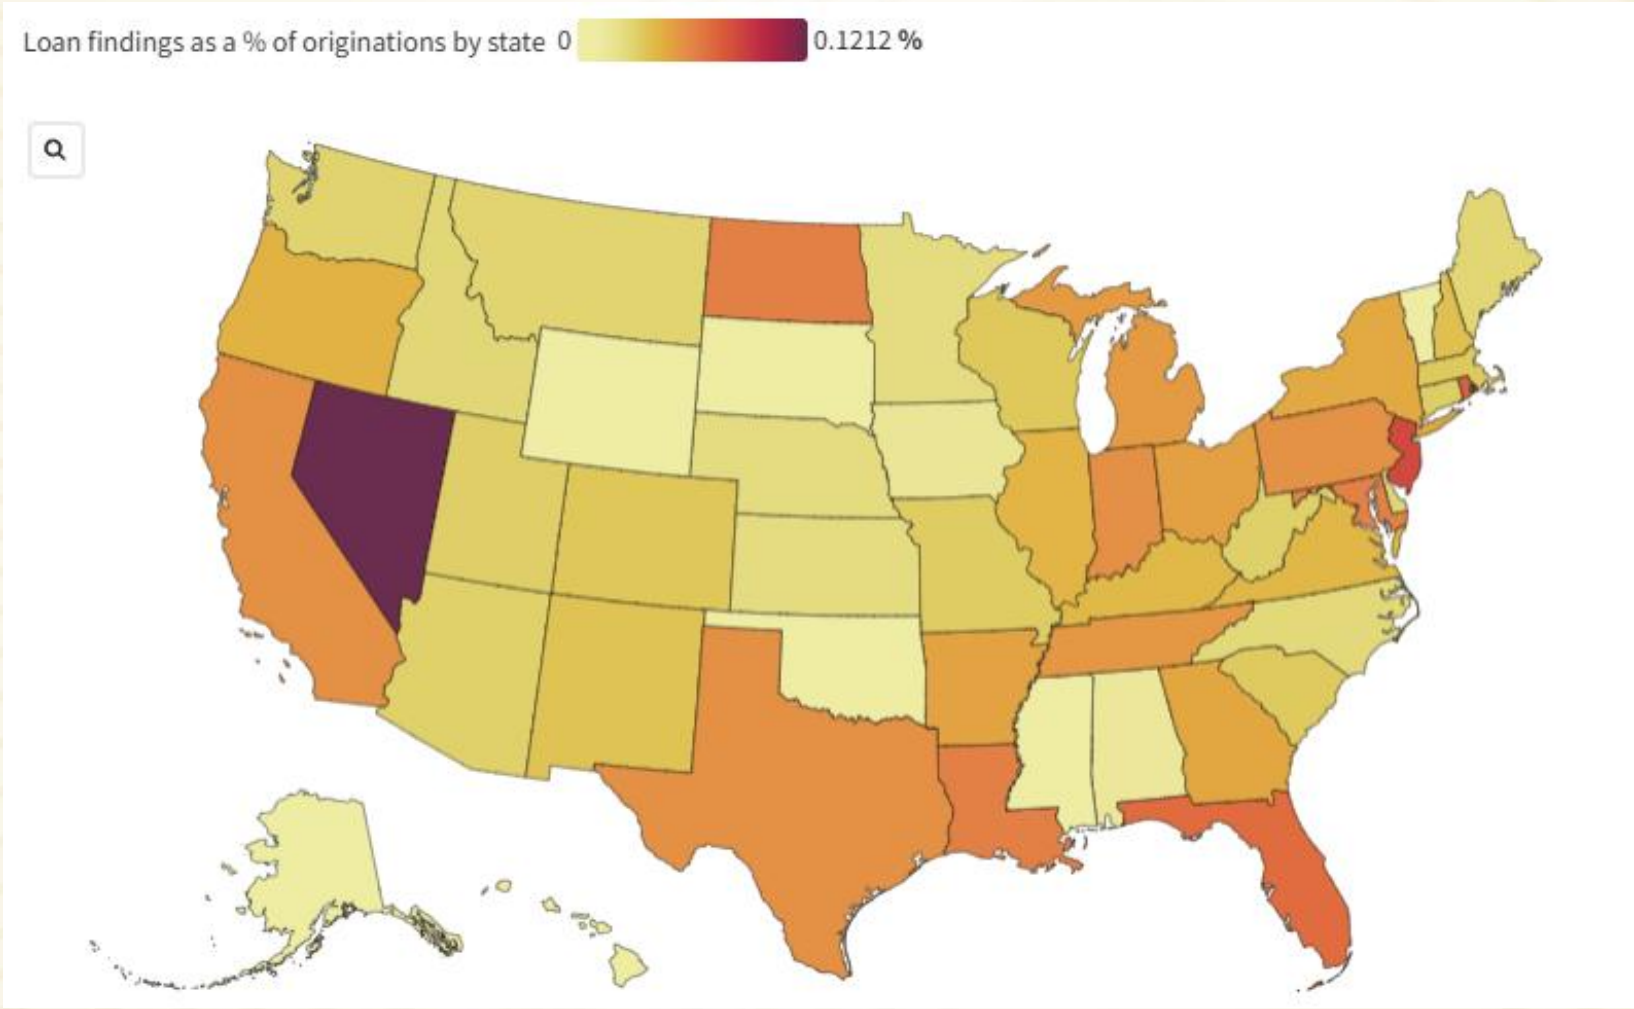 Loan findings as a % of originations by state 0 0.1212 %